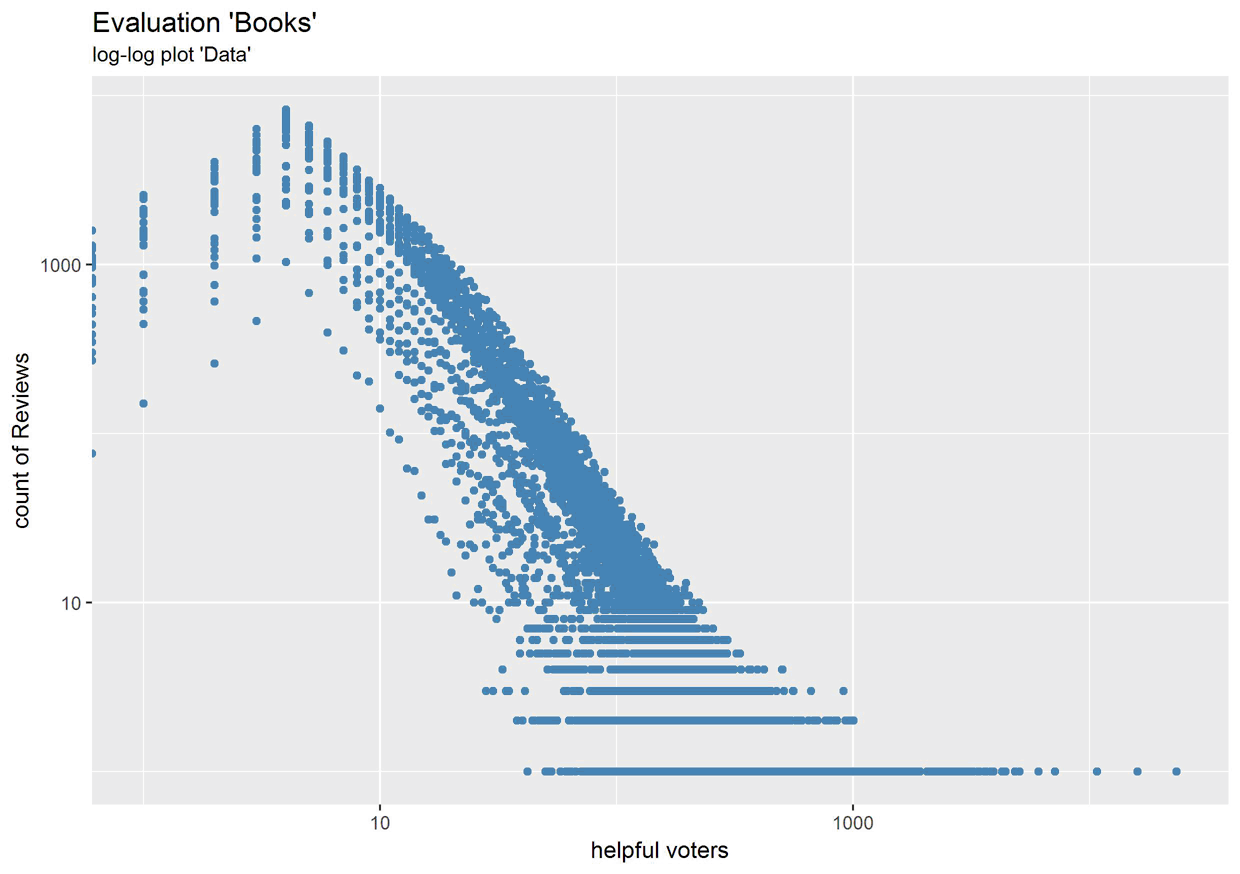 Evaluation 'Books'
log-log plot 'Data'
count of Reviews
1000
10
10
1000
helpful voters